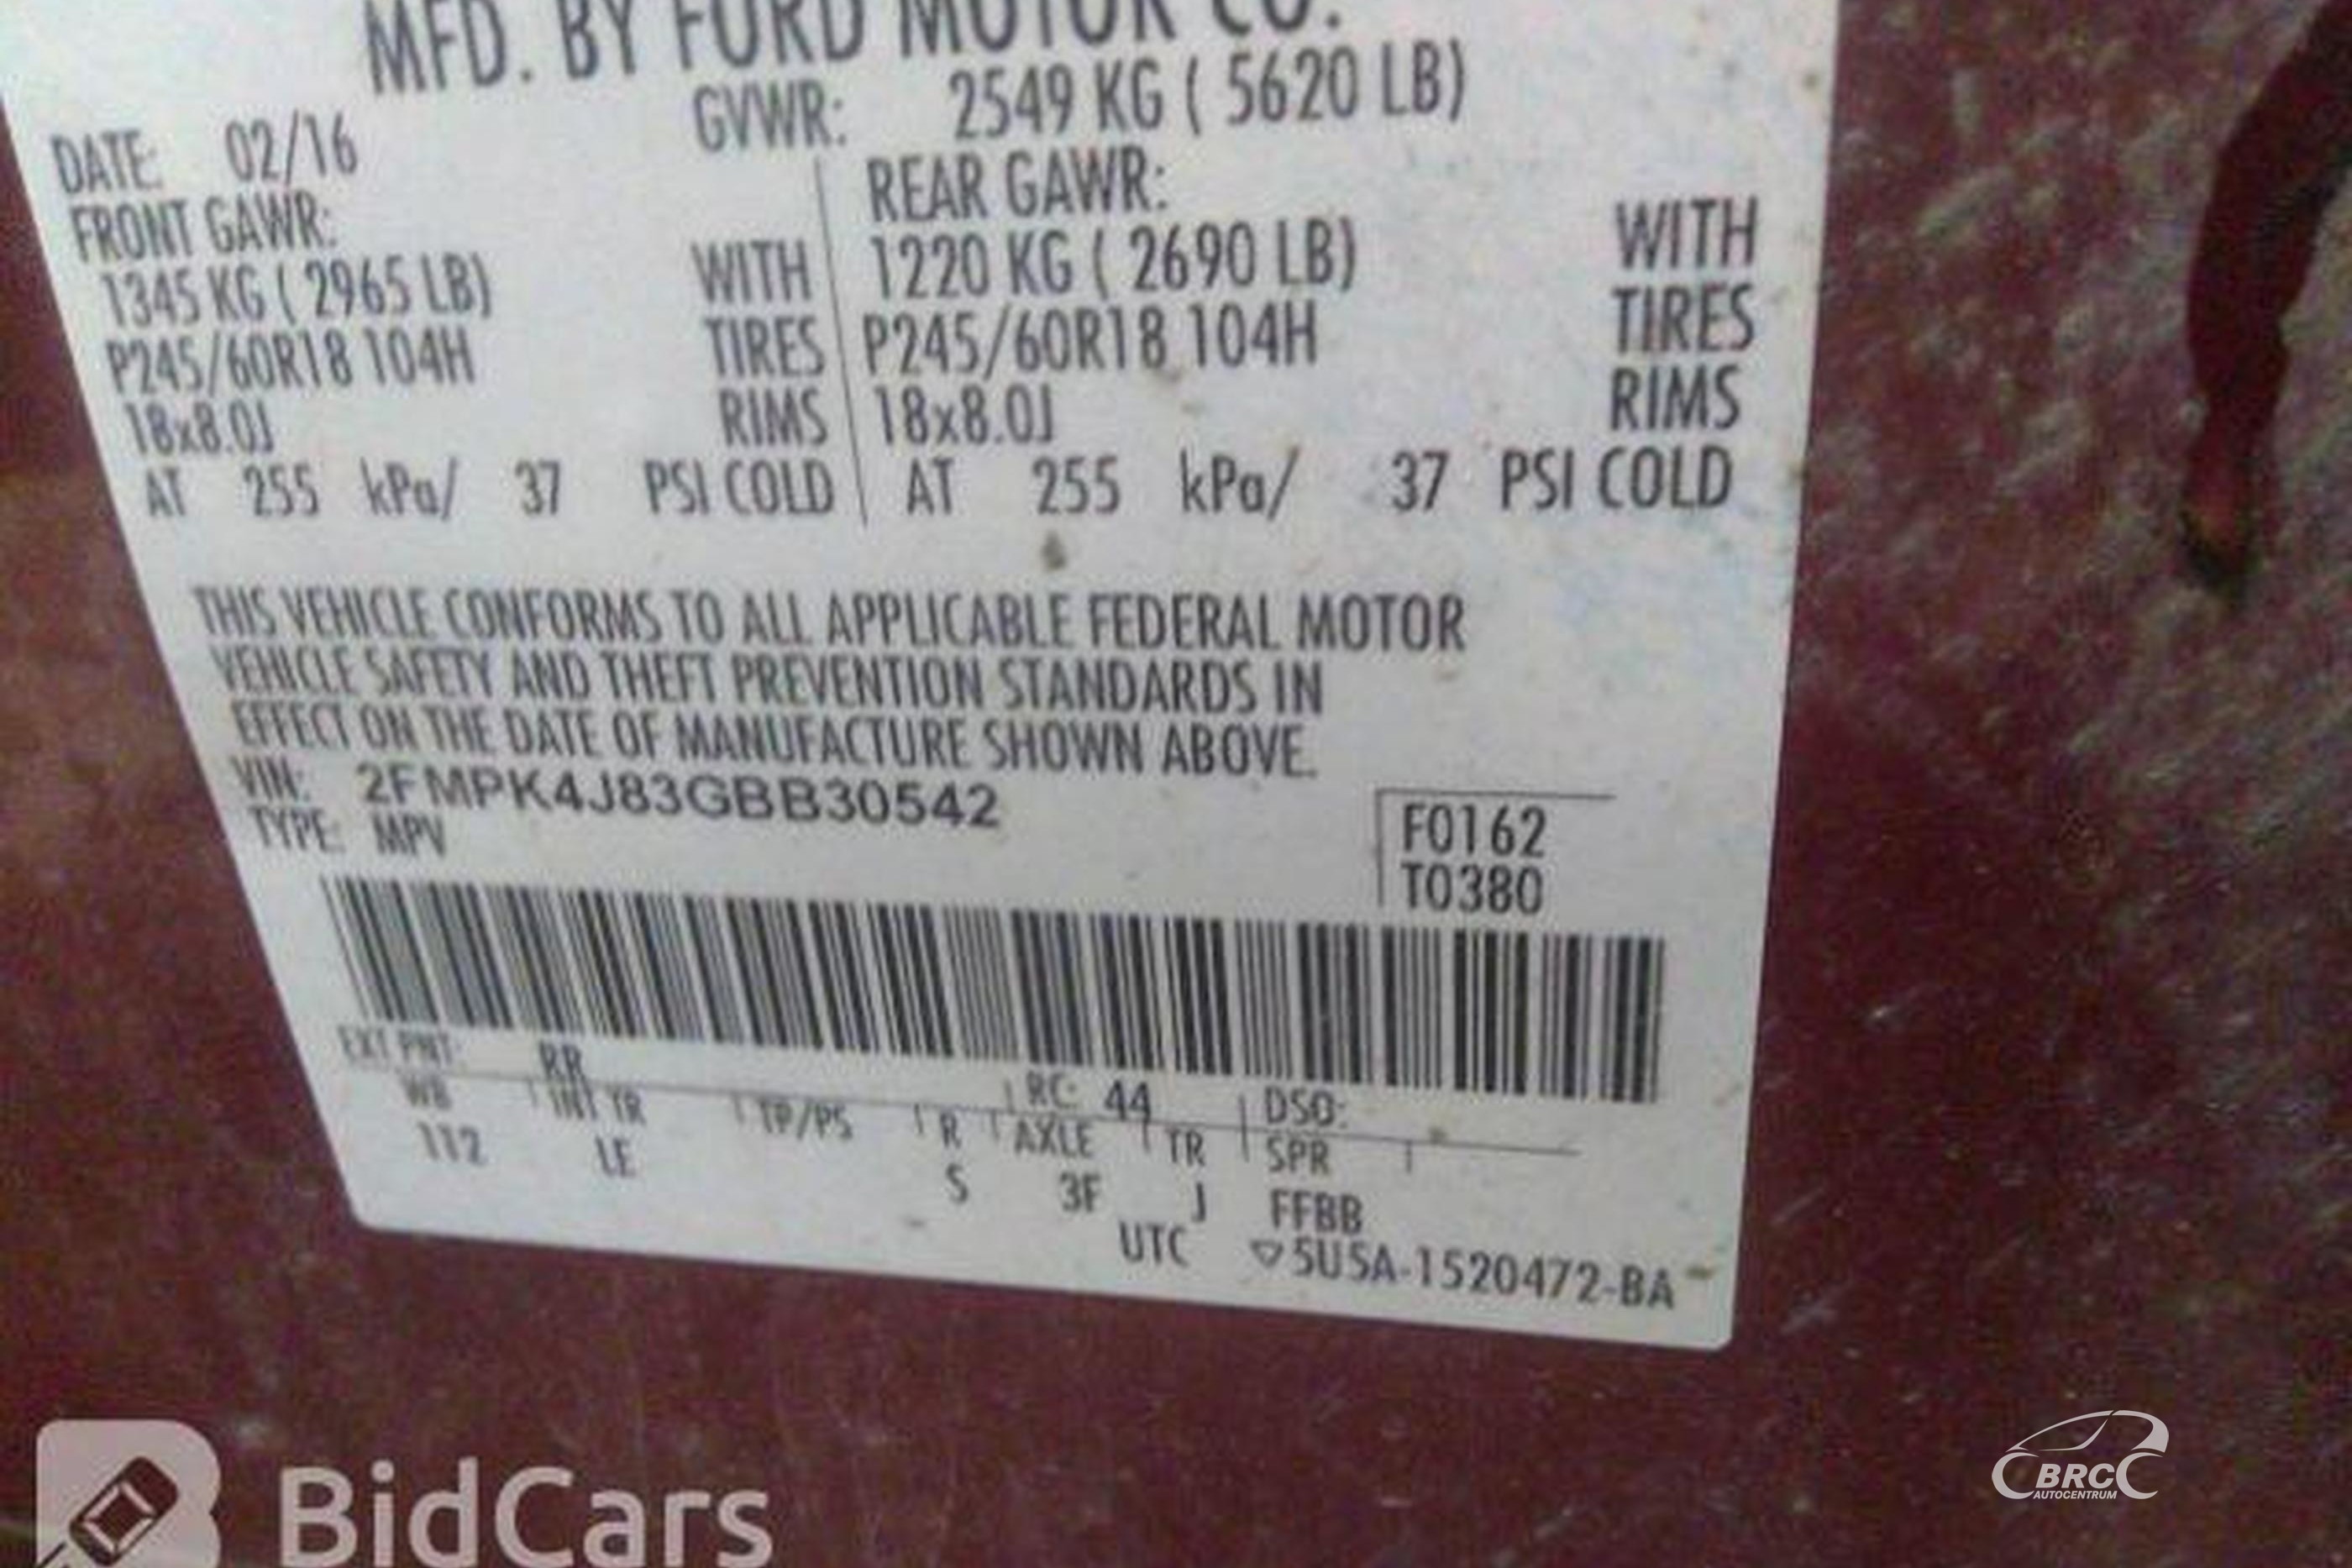 MFD. BY FORD MOTOR CO.
DATE: 02/16 GVWR: 2549 KG ( 5620 LB)
FRONT GAWR: REAR GAWR:
1345 KG ( 2965 LB) WITH 1220 KG ( 2690 LB) WITH
P245/60R18 104H TIRES P245/60R18 104H TIRES
18x8.0J RIMS 18x8.0J RIMS
AT 255 kPa/ 37 PSI COLD AT 255 kPa/ 37 PSI COLD
THIS VEHICLE CONFORMS TO ALL APPLICABLE FEDERAL MOTOR
VEHICLE SAFETY AND THEFT PREVENTION STANDARDS IN
EFFECT ON THE DATE OF MANUFACTURE SHOWN ABOVE.
VIN: 2FMPK4J83GBB30542
TYPE: MPV
F0162
T0380
EXT PNT: RR RC: 44 DSO:
WB INT TR TP/PS R AXLE TR SPR
112 LE S 3F J FFBB
UTC ▽5U5A-1520472-BA
BidCars
BRC
AUTOCENTRUM